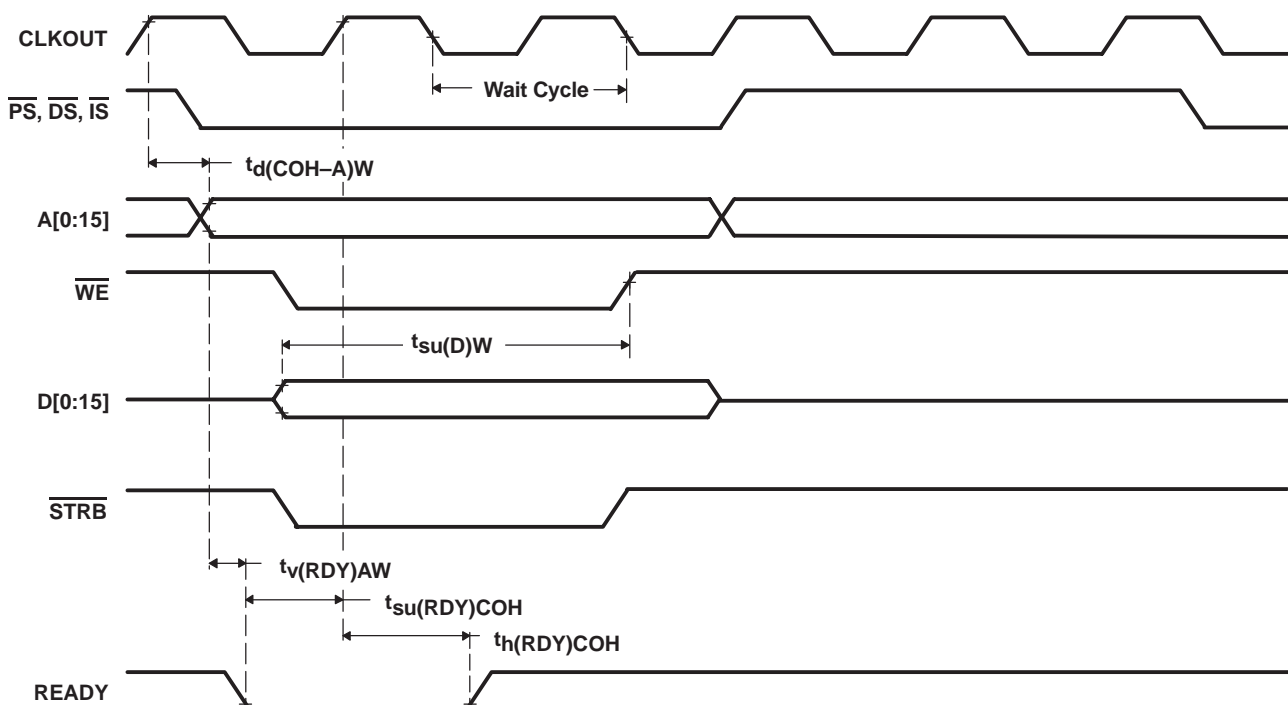 CLKOUT
Wait Cycle
PS, DS, IS
td(COH–A)W
A[0:15]
WE
tsu(D)W
D[0:15]
STRB
tv(RDY)AW
tsu(RDY)COH
th(RDY)COH
READY